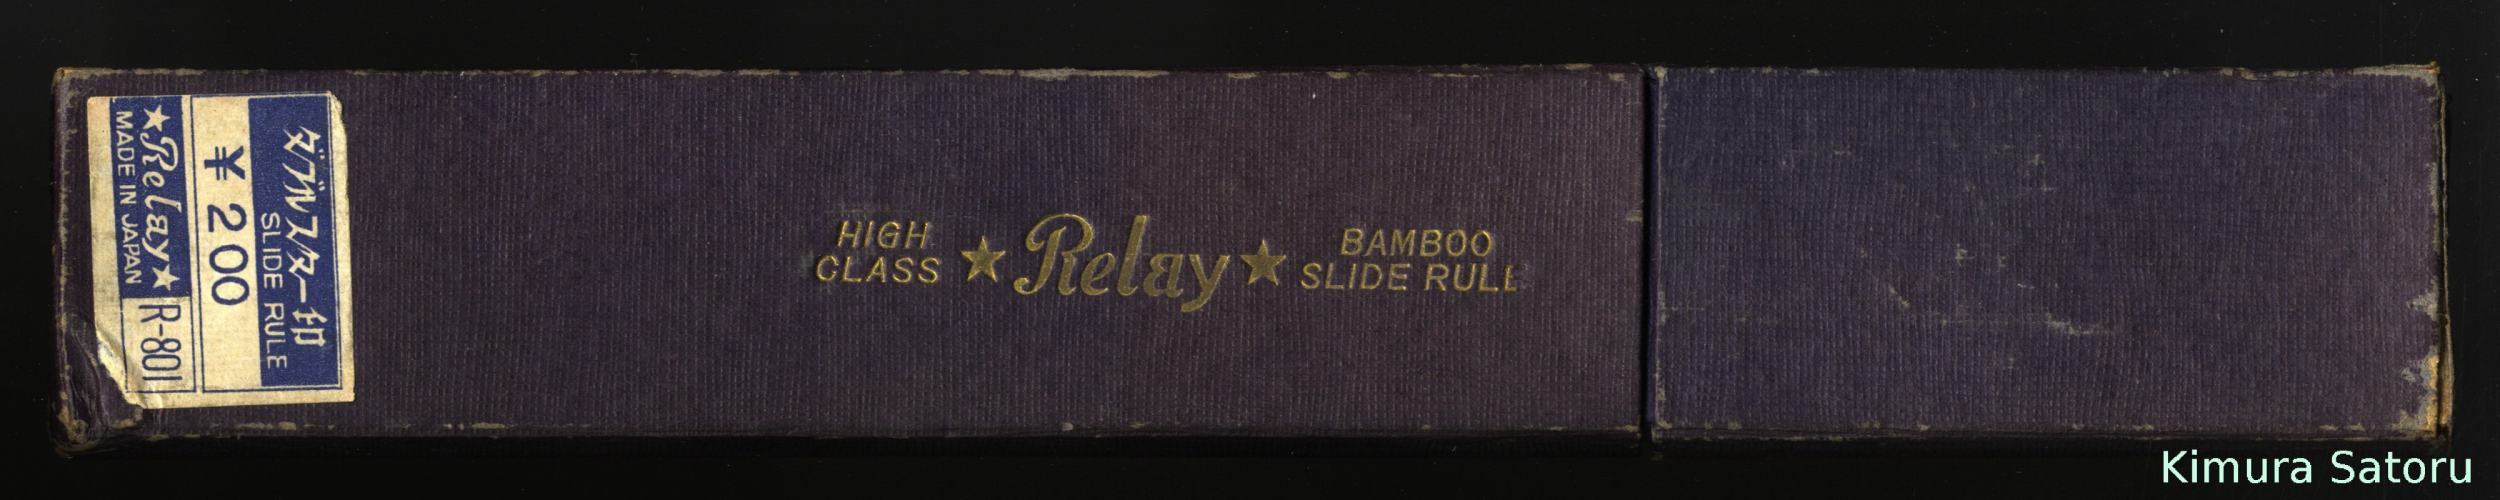 ダブルスター印
SLIDE RULE
¥200
★Relay★ R-801
MADE IN JAPAN
HIGH
CLASS
★Relay★
BAMBOO
SLIDE RULE
Kimura Satoru